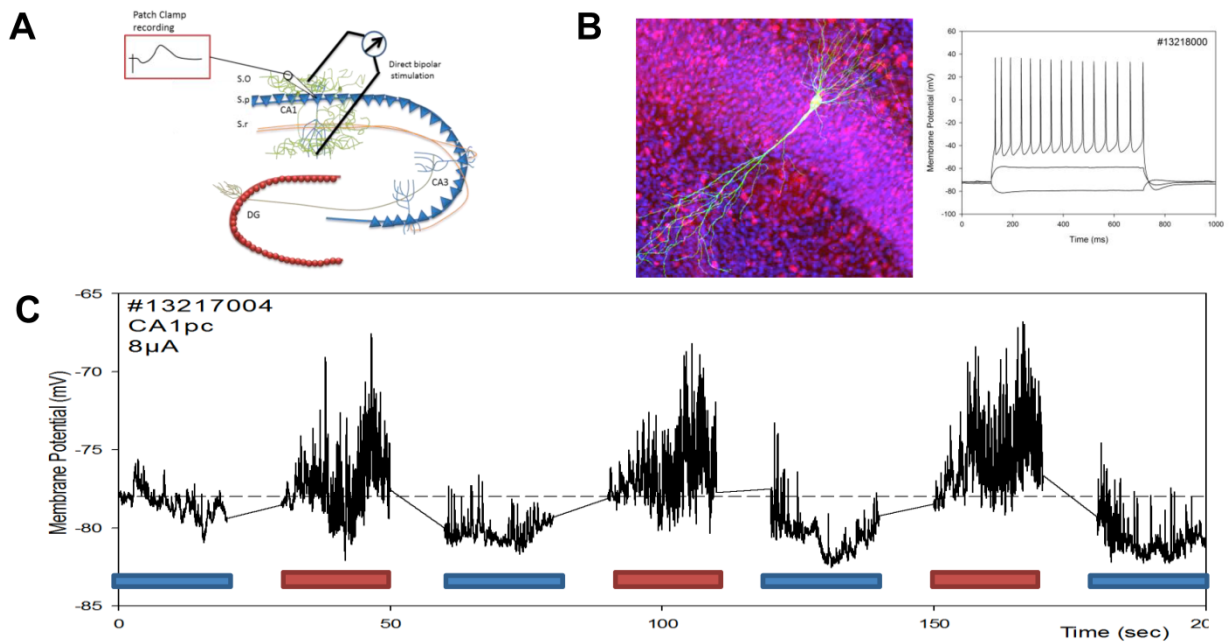 A
Patch Clamp
recording
Direct bipolar
stimulation
S.O
S.p
CA1
S.r
CA3
DG
B
#13218000
60
40
20
0
-20
-40
-60
-80
-100
Membrane Potential (mV)
0
200
400
600
800
1000
Time (ms)
C
#13217004
CA1pc
8µA
-65
-70
-75
-80
-85
Membrane Potential (mV)
0
50
100
150
20
Time (sec)